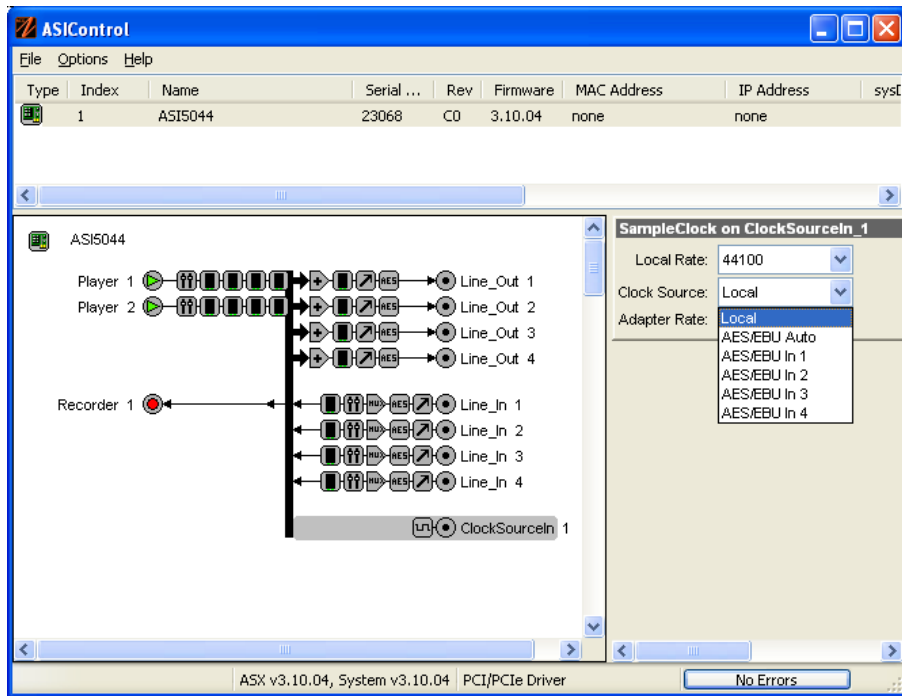 ASIControl
File Options Help
Type Index Name Serial ... Rev Firmware MAC Address IP Address sysD
1 ASI5044 23068 C0 3.10.04 none none
ASI5044
Player 1 AES Line_Out 1
Player 2 AES Line_Out 2
AES Line_Out 3
AES Line_Out 4
Recorder 1 MUX AES Line_In 1
MUX AES Line_In 2
MUX AES Line_In 3
MUX AES Line_In 4
ClockSourceIn 1
SampleClock on ClockSourceIn_1
Local Rate: 44100
Clock Source: Local
Adapter Rate:
Local
AES/EBU Auto
AES/EBU In 1
AES/EBU In 2
AES/EBU In 3
AES/EBU In 4
ASX v3.10.04, System v3.10.04 PCI/PCIe Driver No Errors